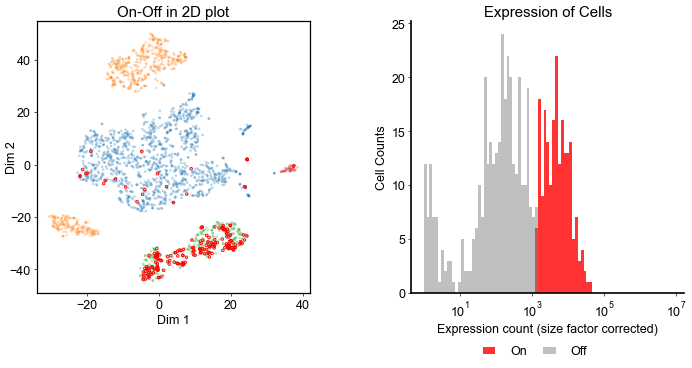 On-Off in 2D plot
Expression of Cells
Dim 2
40
20
0
−20
−40
−20
0
20
40
Dim 1
Cell Counts
25
20
15
10
5
0
10^1
10^3
10^5
10^7
Expression count (size factor corrected)
On
Off